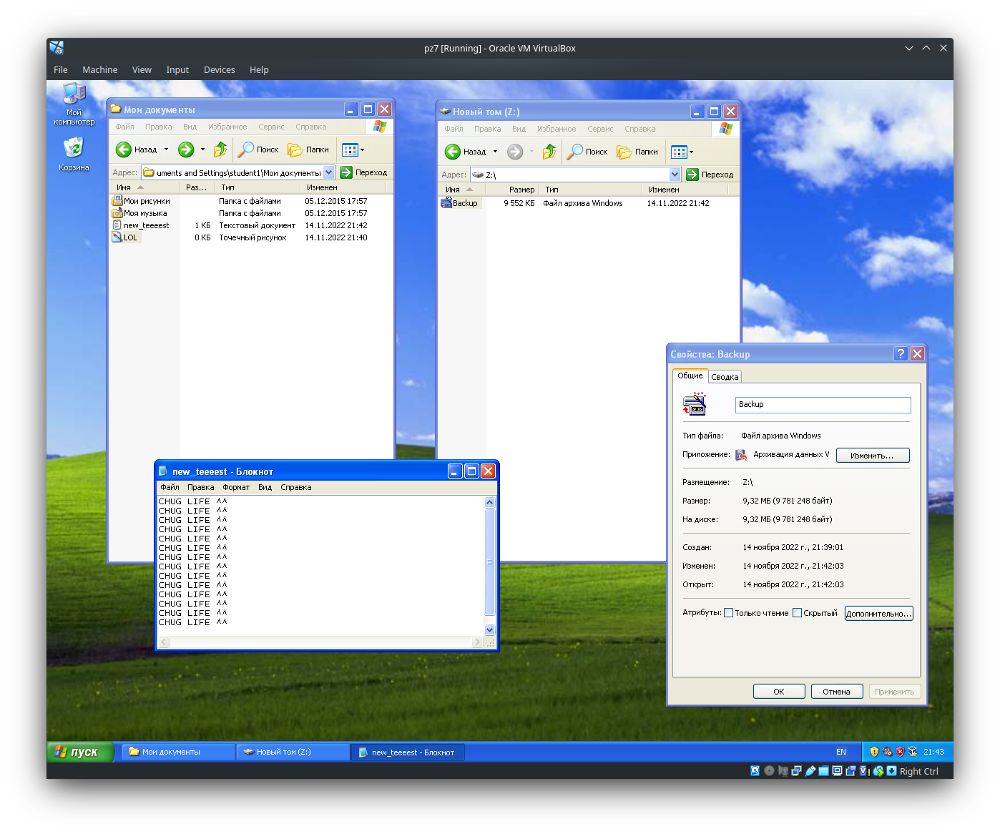 pz7 [Running] - Oracle VM VirtualBox
File Machine View Input Devices Help
Мой компьютер
Корзина
Мои документы
Файл Правка Вид Избранное Сервис Справка
Назад Поиск Папки
Адрес: uments and Settings\student1\Мои документы Переход
Имя Раз... Тип Изменен
Мои рисунки Папка с файлами 05.12.2015 17:57
Моя музыка Папка с файлами 05.12.2015 17:57
new_teeeest 1 КБ Текстовый документ 14.11.2022 21:42
LOL 0 КБ Точечный рисунок 14.11.2022 21:40
Новый том (Z:)
Файл Правка Вид Избранное Сервис Справка
Назад Поиск Папки
Адрес: Z:\ Переход
Имя Размер Тип Изменен
Backup 9 552 КБ Файл архива Windows 14.11.2022 21:42
Свойства: Backup
Общие Сводка
Backup
Тип файла: Файл архива Windows
Приложение: Архивация данных V Изменить...
Размещение: Z:\
Размер: 9,32 МБ (9 781 248 байт)
На диске: 9,32 МБ (9 781 248 байт)
Создан: 14 ноября 2022 г., 21:39:01
Изменен: 14 ноября 2022 г., 21:42:03
Открыт: 14 ноября 2022 г., 21:42:03
Атрибуты: Только чтение Скрытый Дополнительно...
ОК Отмена Применить
new_teeeest - Блокнот
Файл Правка Формат Вид Справка
CHUG LIFE ^^
CHUG LIFE ^^
CHUG LIFE ^^
CHUG LIFE ^^
CHUG LIFE ^^
CHUG LIFE ^^
CHUG LIFE ^^
CHUG LIFE ^^
CHUG LIFE ^^
CHUG LIFE ^^
CHUG LIFE ^^
CHUG LIFE ^^
CHUG LIFE ^^
CHUG LIFE ^^
пуск Мои документы Новый том (Z:) new_teeeest - Блокнот EN 21:43
Right Ctrl